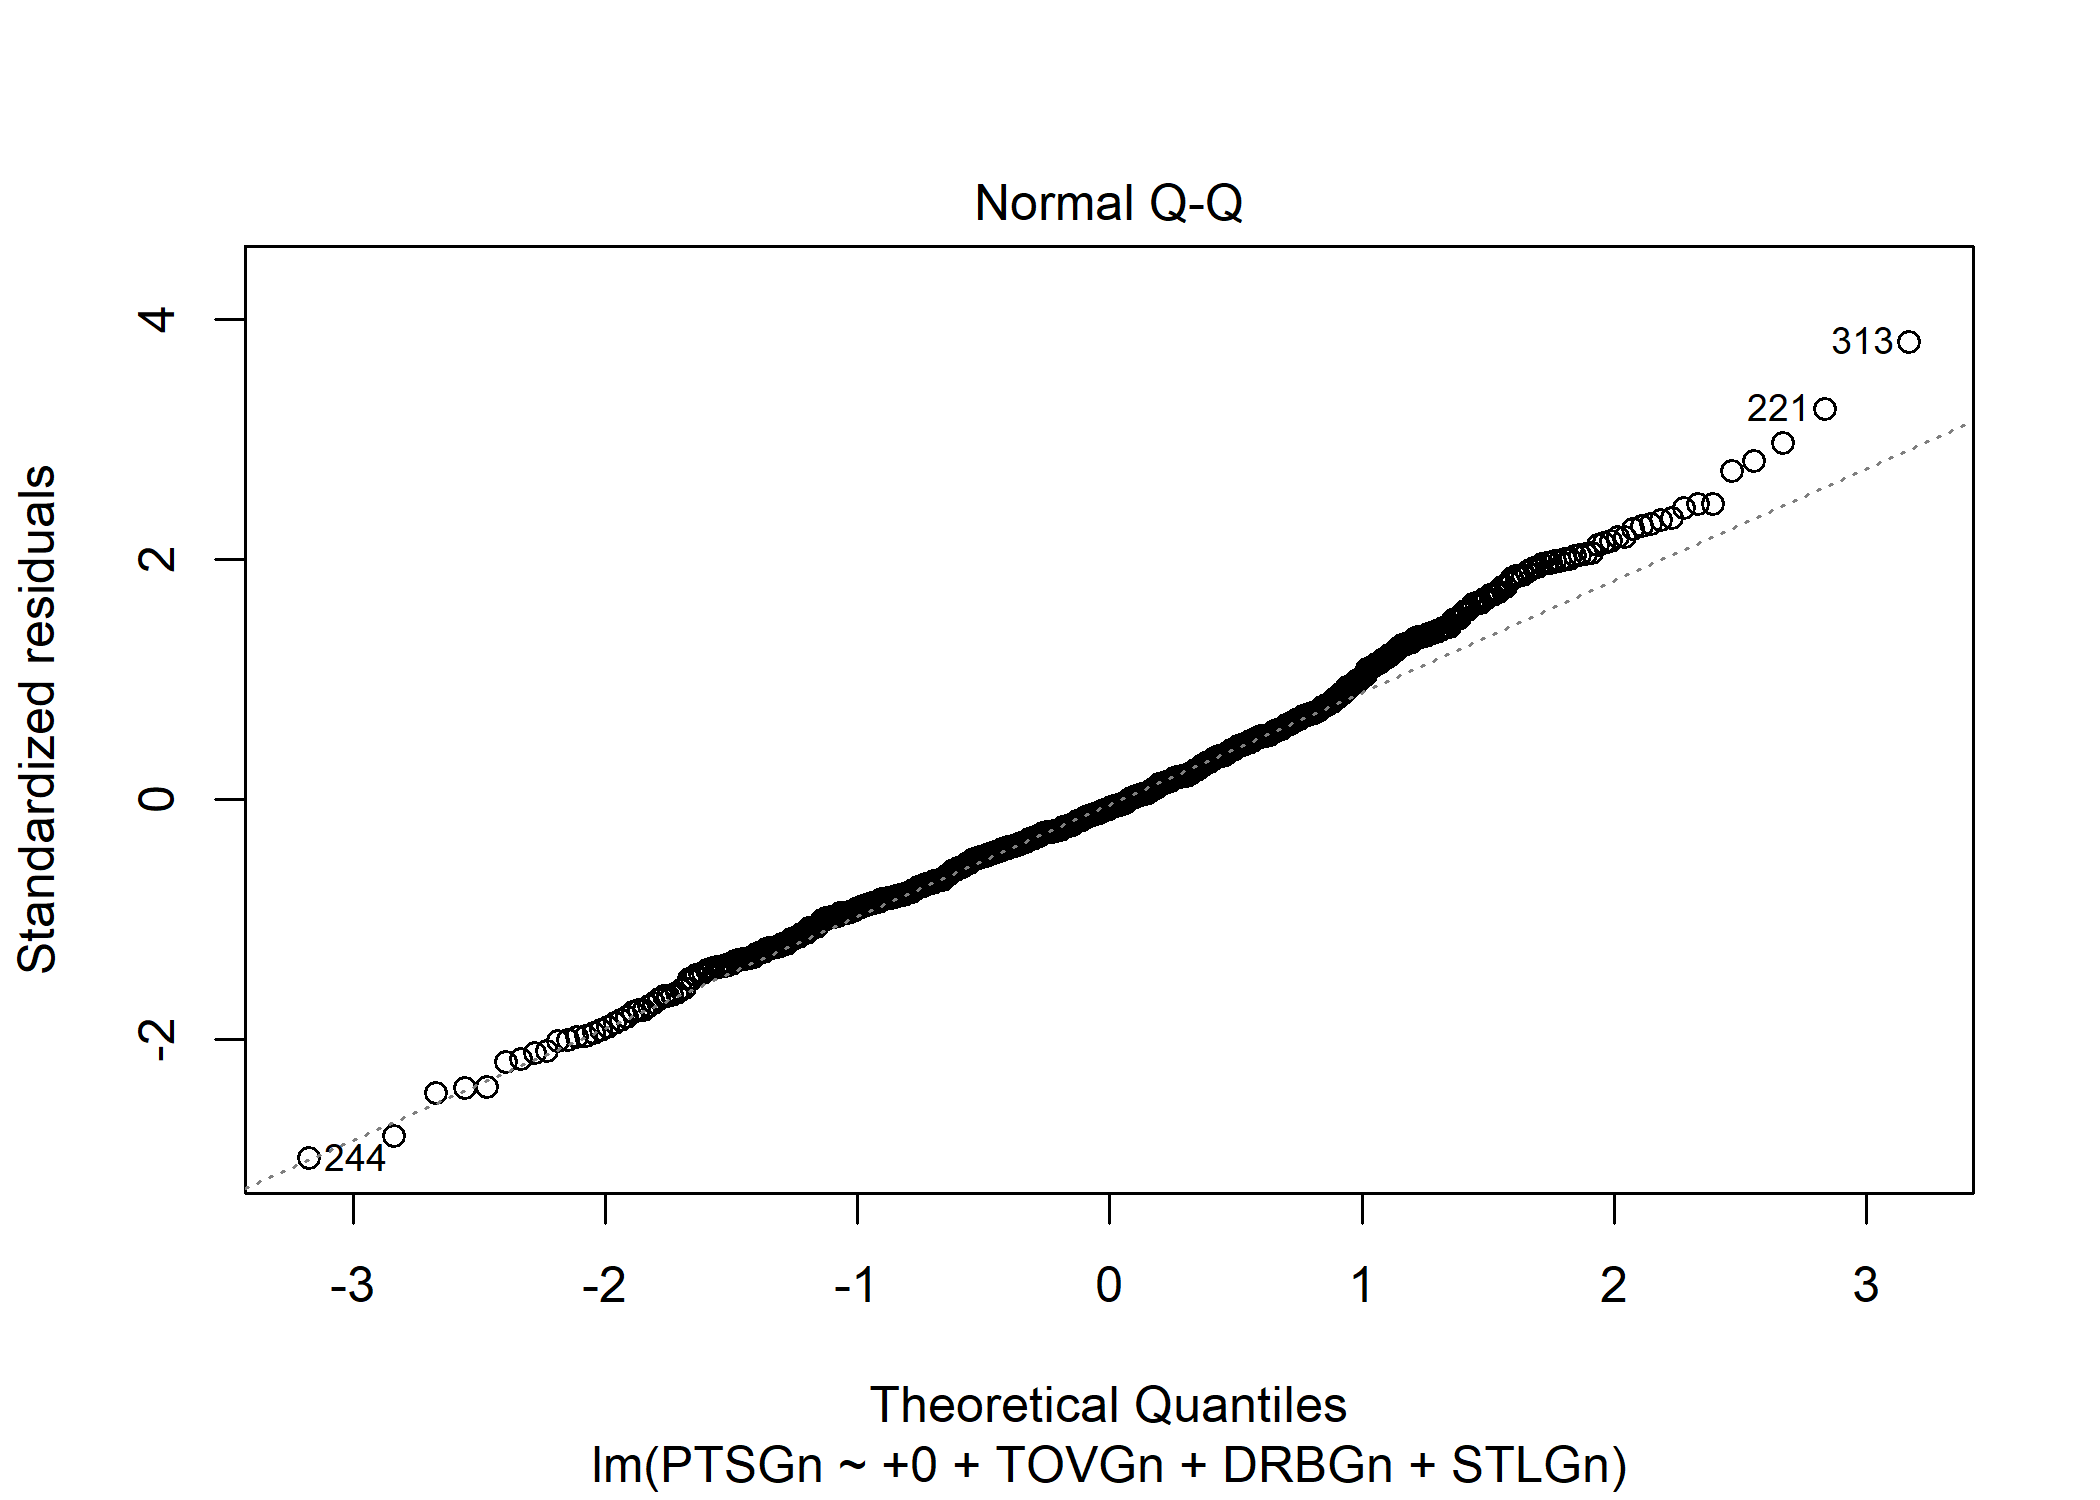 Normal Q-Q
Standardized residuals
4
2
0
-2
313
221
244
-3 -2 -1 0 1 2 3
Theoretical Quantiles
lm(PTSGn ~ +0 + TOVGn + DRBGn + STLGn)